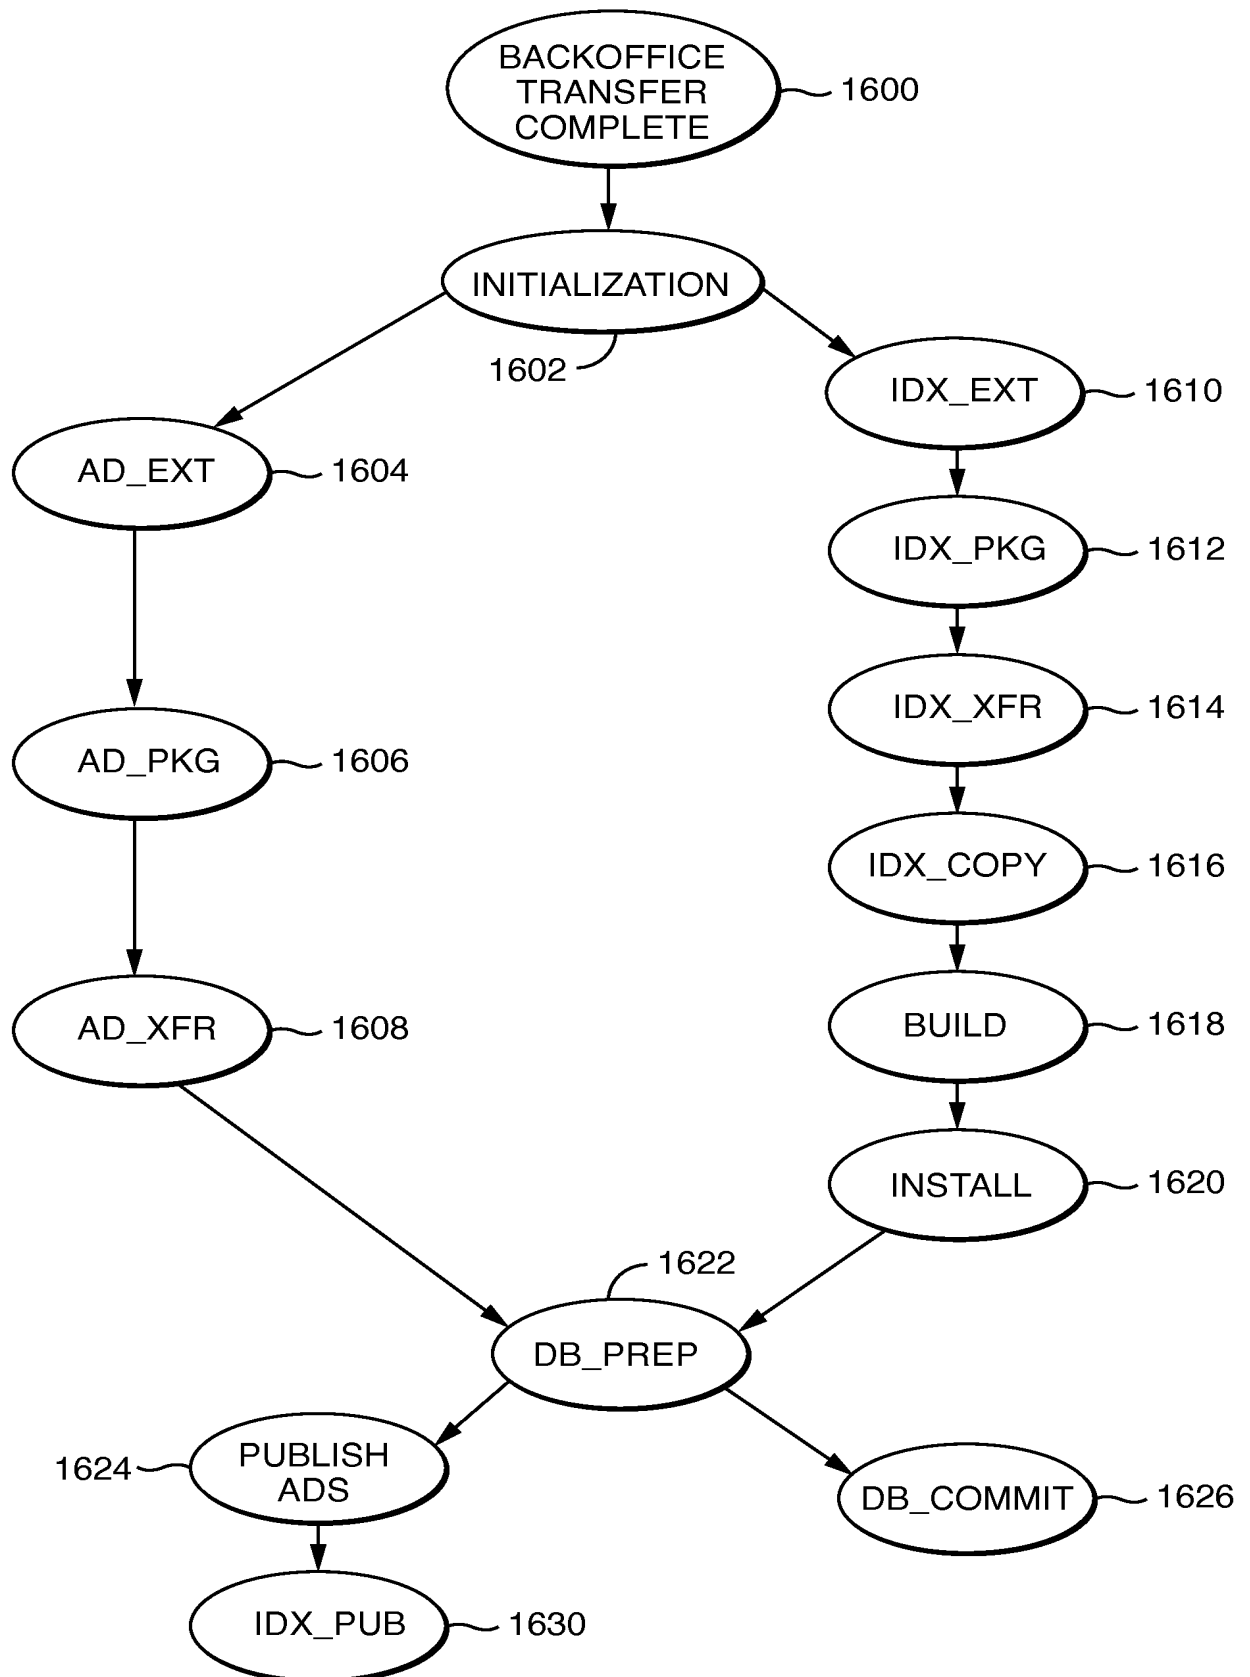 BACKOFFICE
TRANSFER
COMPLETE
1600
INITIALIZATION
1602
IDX_EXT
1610
AD_EXT
1604
IDX_PKG
1612
IDX_XFR
1614
AD_PKG
1606
IDX_COPY
1616
AD_XFR
1608
BUILD
1618
INSTALL
1620
1622
DB_PREP
PUBLISH
ADS
1624
DB_COMMIT
1626
IDX_PUB
1630